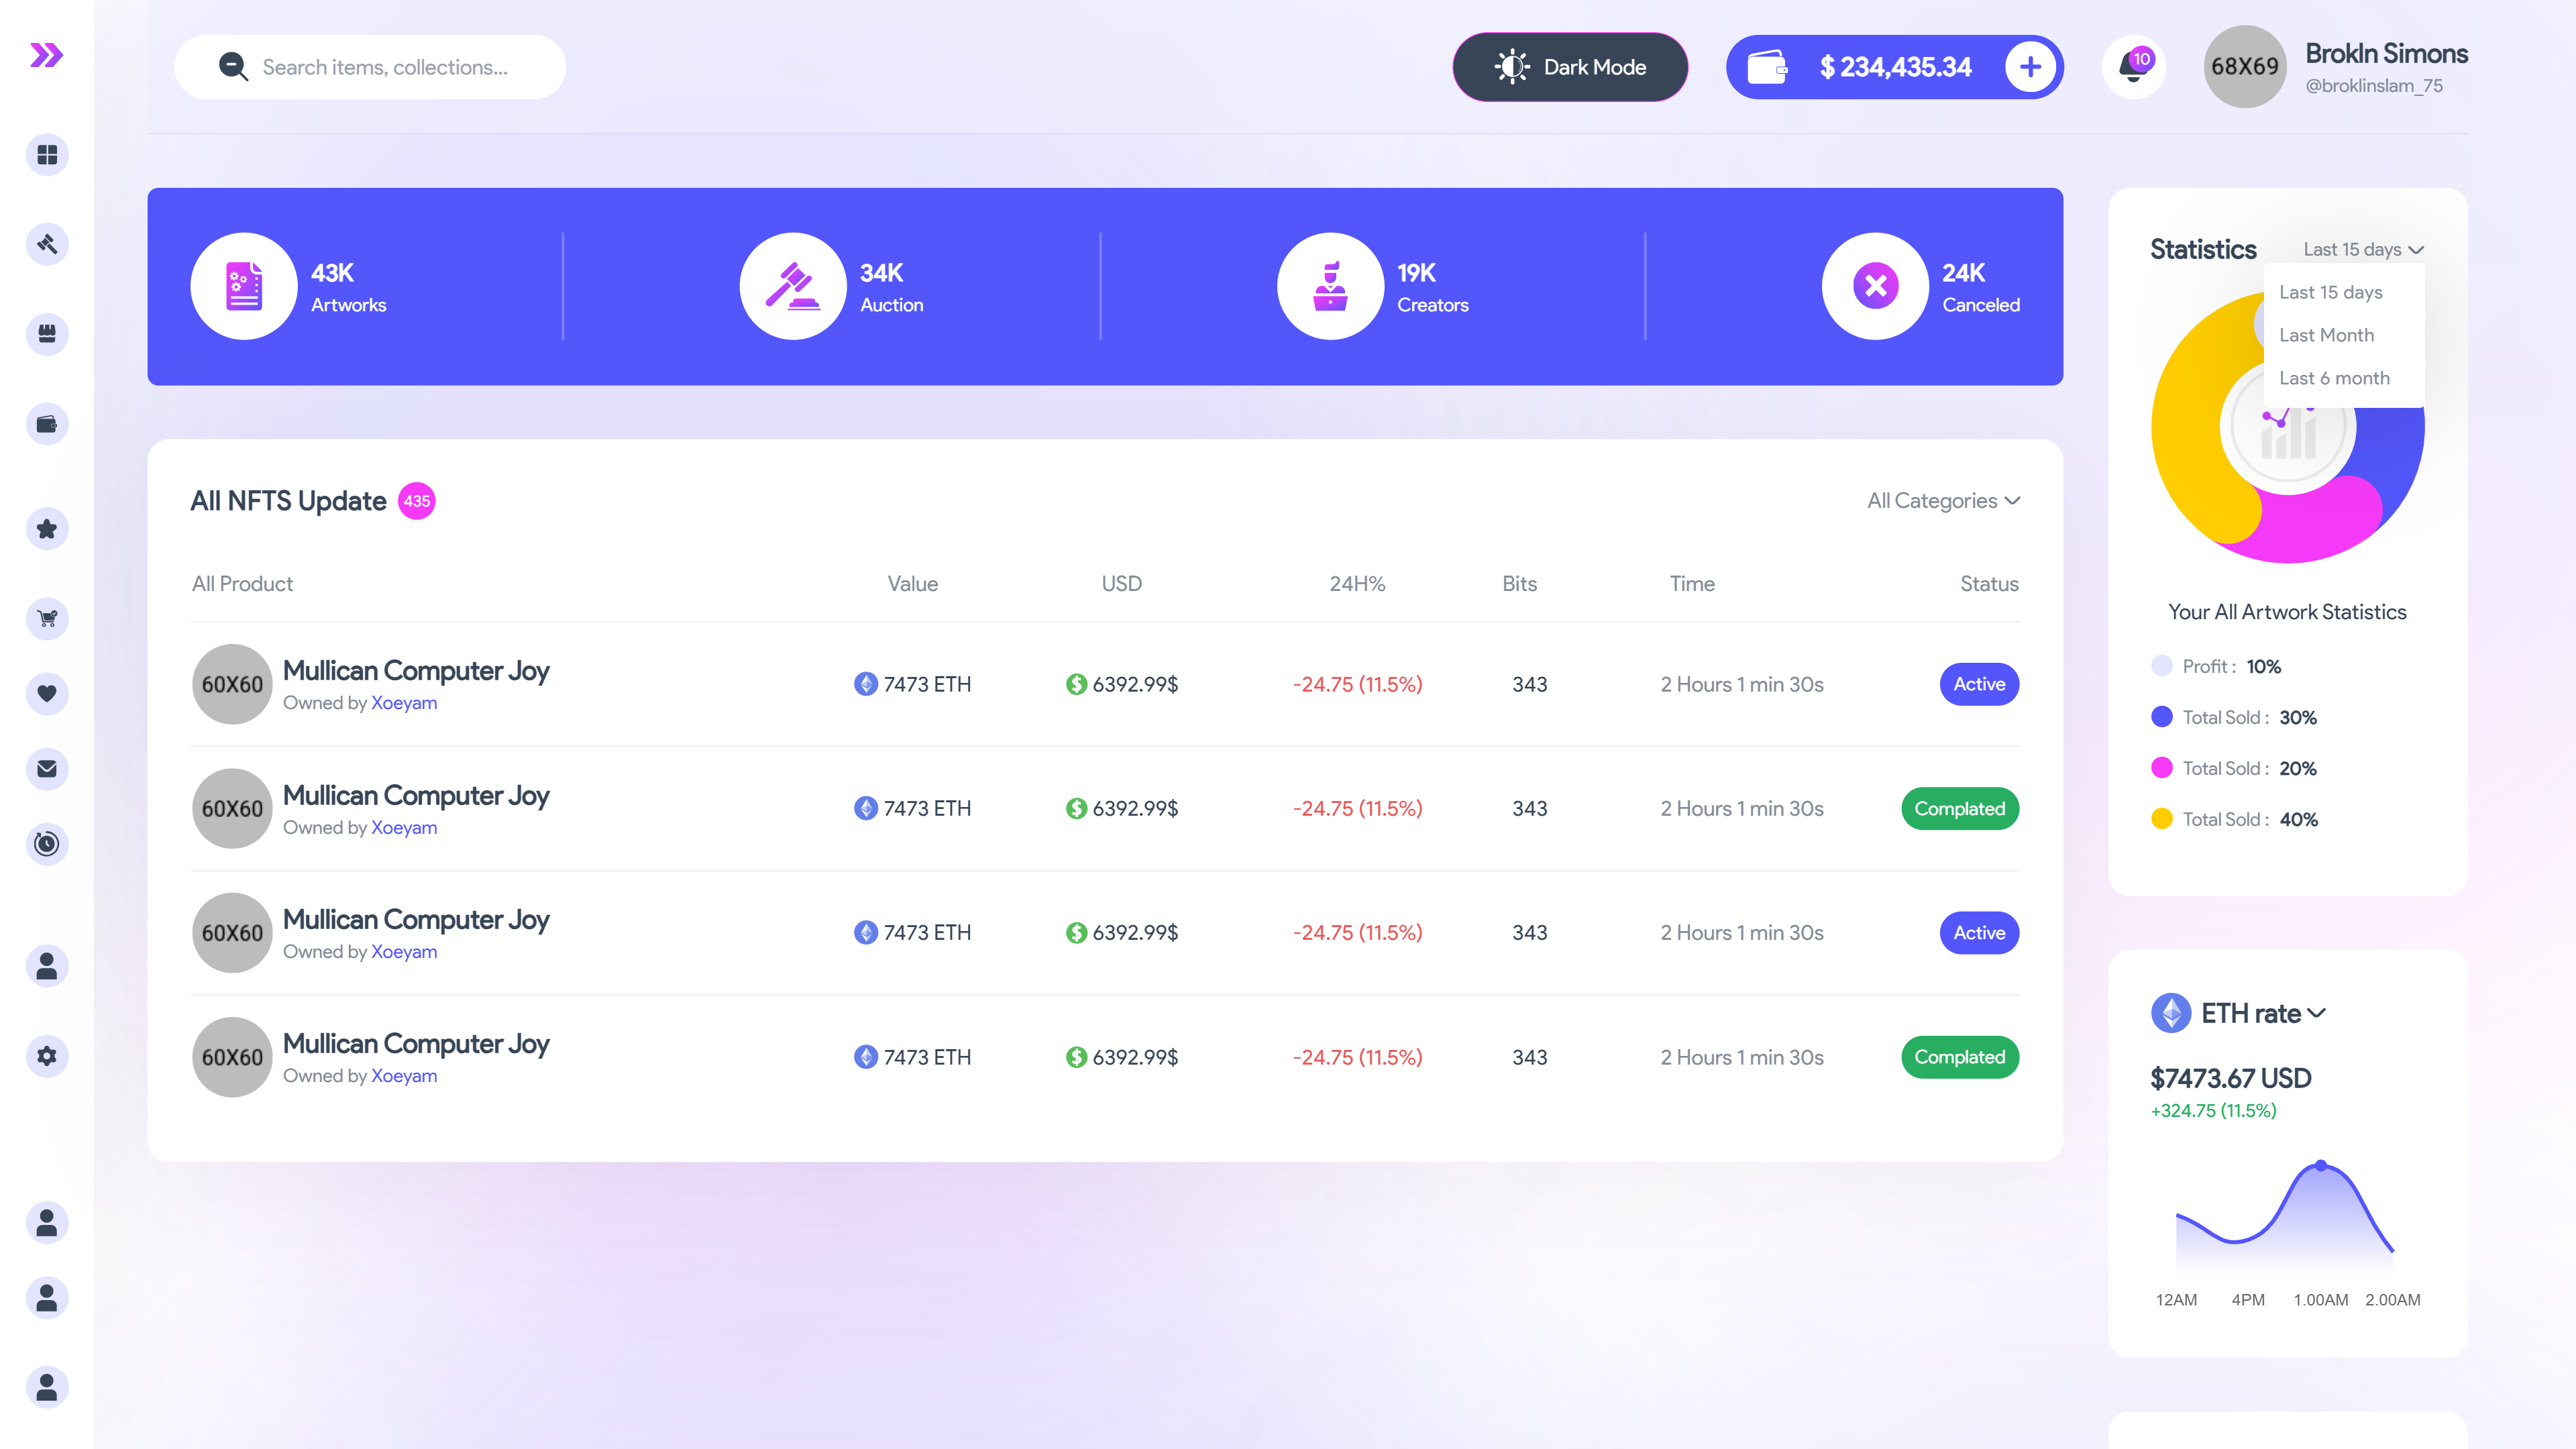 Search items, collections...
Dark Mode
$ 234,435.34
10
68X69
Brokln Simons
@broklinslam_75
43K
Artworks
34K
Auction
19K
Creators
24K
Canceled
All NFTS Update 435
All Categories
All Product Value USD 24H% Bits Time Status
60X60
Mullican Computer Joy
Owned by Xoeyam
7473 ETH
6392.99$
-24.75 (11.5%)
343
2 Hours 1 min 30s
Active
60X60
Mullican Computer Joy
Owned by Xoeyam
7473 ETH
6392.99$
-24.75 (11.5%)
343
2 Hours 1 min 30s
Complated
60X60
Mullican Computer Joy
Owned by Xoeyam
7473 ETH
6392.99$
-24.75 (11.5%)
343
2 Hours 1 min 30s
Active
60X60
Mullican Computer Joy
Owned by Xoeyam
7473 ETH
6392.99$
-24.75 (11.5%)
343
2 Hours 1 min 30s
Complated
Statistics
Last 15 days
Last 15 days
Last Month
Last 6 month
Your All Artwork Statistics
Profit : 10%
Total Sold : 30%
Total Sold : 20%
Total Sold : 40%
ETH rate
$7473.67 USD
+324.75 (11.5%)
12AM 4PM 1.00AM 2.00AM